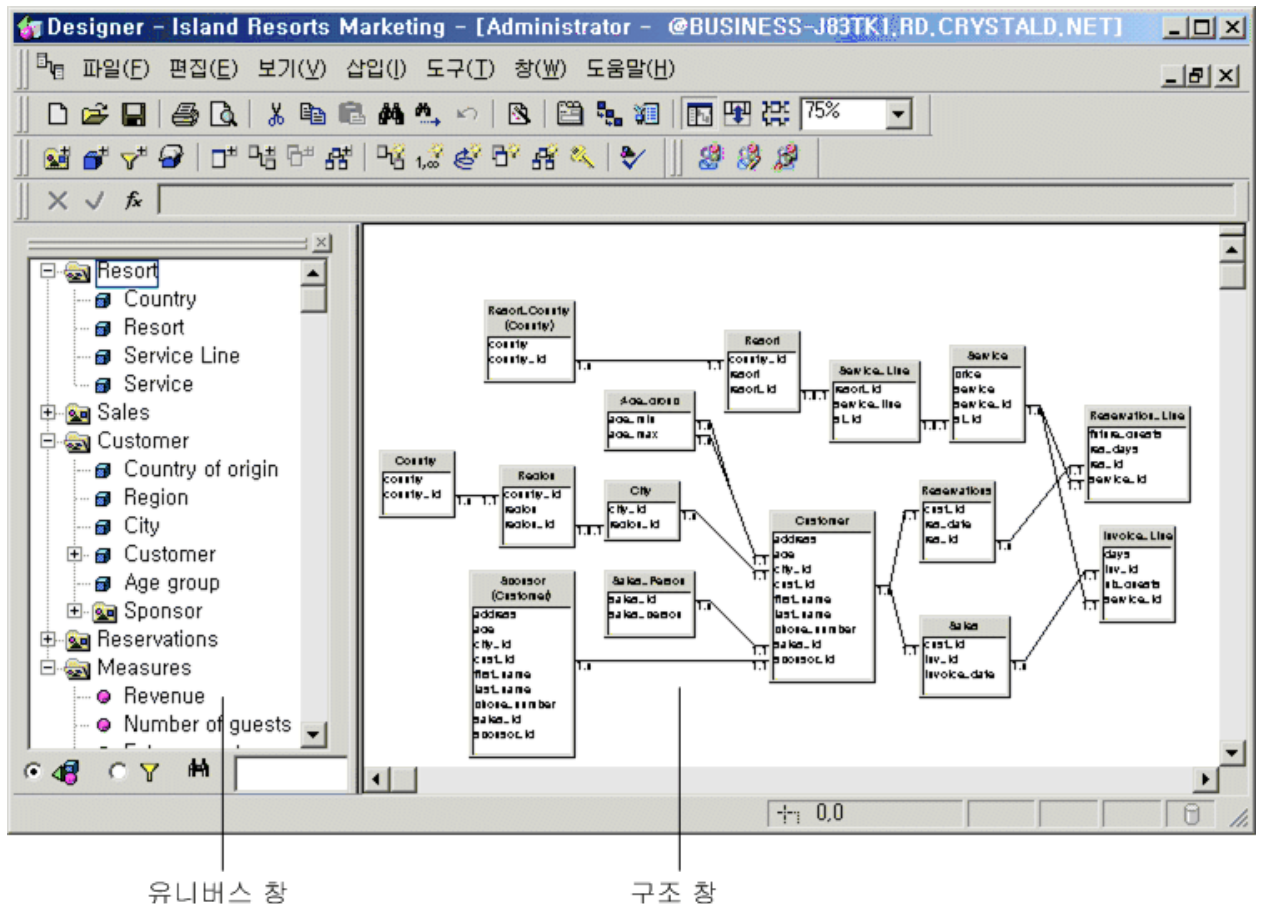 Designer - Island Resorts Marketing - [Administrator - @BUSINESS-J83TK1.RD.CRYSTALD.NET]
파일(F) 편집(E) 보기(V) 삽입(I) 도구(T) 창(W) 도움말(H)
75%
fx
Resort
Country
Resort
Service Line
Service
Sales
Customer
Country of origin
Region
City
Customer
Age group
Sponsor
Reservations
Measures
Revenue
Number of guests
Resort_Country
(Country)
country
country_id
Resort
country_id
resort
resort_id
Service_Line
resort_id
service_line
sl_id
Service
price
service
service_id
sl_id
Reservation_Line
future_guests
res_days
res_id
service_id
Age_group
age_min
age_max
Country
country
country_id
Region
country_id
region
region_id
City
city_id
region_id
Customer
address
age
city_id
cust_id
first_name
last_name
phone_number
sales_id
sponsor_id
Reservations
cust_id
res_date
res_id
Invoice_Line
days
inv_id
nb_guests
service_id
Sponsor
(Customer)
address
age
city_id
cust_id
first_name
last_name
phone_number
sales_id
sponsor_id
Sales_Person
sales_id
sales_person
Sales
cust_id
inv_id
invoice_date
0,0
유니버스 창
구조 창